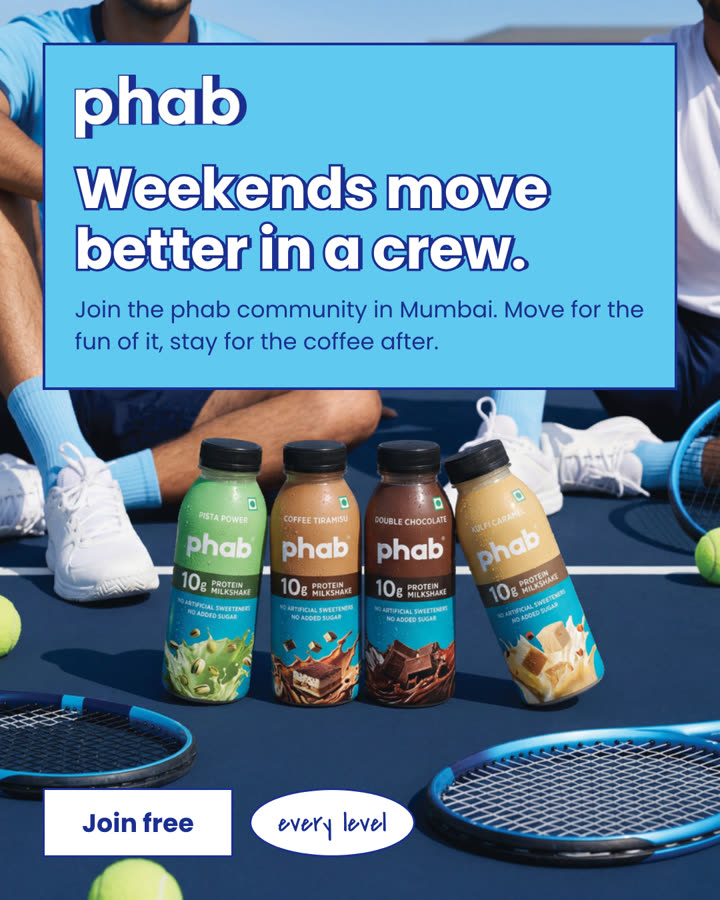 phab
Weekends move
better in a crew.
Join the phab community in Mumbai. Move for the
fun of it, stay for the coffee after.
PISTA POWER
phab
10g PROTEIN
MILKSHAKE
NO ARTIFICIAL SWEETENERS
NO ADDED SUGAR
COFFEE TIRAMISU
phab
10g PROTEIN
MILKSHAKE
NO ARTIFICIAL SWEETENERS
NO ADDED SUGAR
DOUBLE CHOCOLATE
phab
10g PROTEIN
MILKSHAKE
NO ARTIFICIAL SWEETENERS
NO ADDED SUGAR
KULFI CARAMEL
phab
10g PROTEIN
MILKSHAKE
NO ARTIFICIAL SWEETENERS
NO ADDED SUGAR
Join free
every level